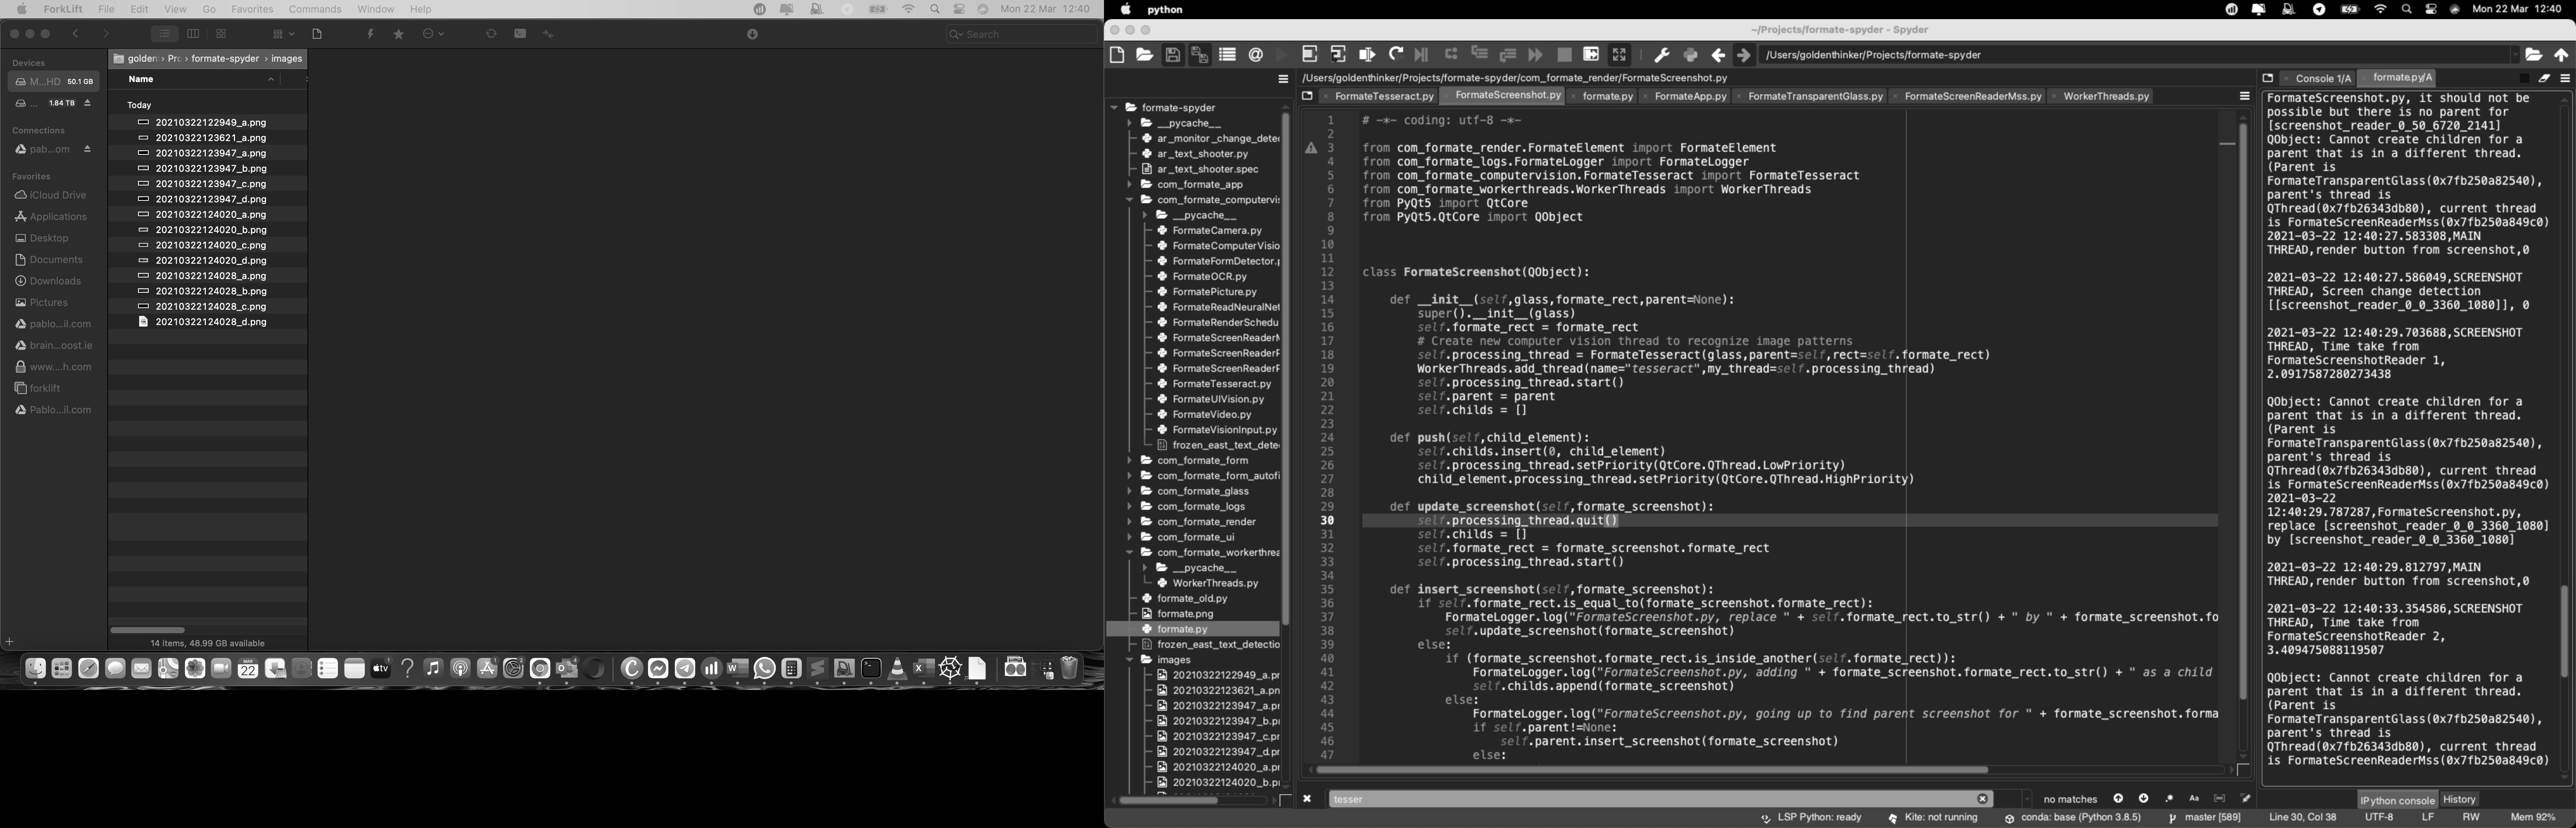 ForkLift File Edit View Go Favorites Commands Window Help Mon 22 Mar 12:40
Search
Devices
M...HD 50.1 GB
... 1.84 TB
Connections
pab...om
Favorites
iCloud Drive
Applications
Desktop
Documents
Downloads
Pictures
pablo...il.com
brain...oost.ie
www....h.com
forklift
Pablo...il.com
golden › Prc › formate-spyder › images
Name
Today
20210322122949_a.png
20210322123621_a.png
20210322123947_a.png
20210322123947_b.png
20210322123947_c.png
20210322123947_d.png
20210322124020_a.png
20210322124020_b.png
20210322124020_c.png
20210322124020_d.png
20210322124028_a.png
20210322124028_b.png
20210322124028_c.png
20210322124028_d.png
14 items, 48.99 GB available
python Mon 22 Mar 12:40
~/Projects/formate-spyder - Spyder
/Users/goldenthinker/Projects/formate-spyder
formate-spyder
__pycache__
ar_monitor_change_detec
ar_text_shooter.py
ar_text_shooter.spec
com_formate_app
com_formate_computervis
__pycache__
FormateCamera.py
FormateComputerVisio
FormateFormDetector.p
FormateOCR.py
FormatePicture.py
FormateReadNeuralNet
FormateRenderSchedu
FormateScreenReaderM
FormateScreenReaderF
FormateScreenReaderF
FormateTesseract.py
FormateUIVision.py
FormateVideo.py
FormateVisionInput.py
frozen_east_text_dete
com_formate_form
com_formate_form_autofi
com_formate_glass
com_formate_logs
com_formate_render
com_formate_ui
com_formate_workerthrea
__pycache__
WorkerThreads.py
formate_old.py
formate.png
formate.py
frozen_east_text_detectio
images
20210322122949_a.pr
20210322123621_a.pn
20210322123947_a.pr
20210322123947_b.pr
20210322123947_c.pr
20210322123947_d.pr
20210322124020_a.pr
20210322124020_b.pr
/Users/goldenthinker/Projects/formate-spyder/com_formate_render/FormateScreenshot.py
FormateTesseract.py FormateScreenshot.py formate.py FormateApp.py FormateTransparentGlass.py FormateScreenReaderMss.py WorkerThreads.py
1 # -*- coding: utf-8 -*-
2
3 from com_formate_render.FormateElement import FormateElement
4 from com_formate_logs.FormateLogger import FormateLogger
5 from com_formate_computervision.FormateTesseract import FormateTesseract
6 from com_formate_workerthreads.WorkerThreads import WorkerThreads
7 from PyQt5 import QtCore
8 from PyQt5.QtCore import QObject
9
10
11
12 class FormateScreenshot(QObject):
13
14 def __init__(self,glass,formate_rect,parent=None):
15 super().__init__(glass)
16 self.formate_rect = formate_rect
17 # Create new computer vision thread to recognize image patterns
18 self.processing_thread = FormateTesseract(glass,parent=self,rect=self.formate_rect)
19 WorkerThreads.add_thread(name="tesseract",my_thread=self.processing_thread)
20 self.processing_thread.start()
21 self.parent = parent
22 self.childs = []
23
24 def push(self,child_element):
25 self.childs.insert(0, child_element)
26 self.processing_thread.setPriority(QtCore.QThread.LowPriority)
27 child_element.processing_thread.setPriority(QtCore.QThread.HighPriority)
28
29 def update_screenshot(self,formate_screenshot):
30 self.processing_thread.quit()
31 self.childs = []
32 self.formate_rect = formate_screenshot.formate_rect
33 self.processing_thread.start()
34
35 def insert_screenshot(self,formate_screenshot):
36 if self.formate_rect.is_equal_to(formate_screenshot.formate_rect):
37 FormateLogger.log("FormateScreenshot.py, replace " + self.formate_rect.to_str() + " by " + formate_screenshot.fo
38 self.update_screenshot(formate_screenshot)
39 else:
40 if (formate_screenshot.formate_rect.is_inside_another(self.formate_rect)):
41 FormateLogger.log("FormateScreenshot.py, adding " + formate_screenshot.formate_rect.to_str() + " as a child
42 self.childs.append(formate_screenshot)
43 else:
44 FormateLogger.log("FormateScreenshot.py, going up to find parent screenshot for " + formate_screenshot.forma
45 if self.parent!=None:
46 self.parent.insert_screenshot(formate_screenshot)
47 else:
tesser no matches Aa
Console 1/A formate.py/A
FormateScreenshot.py, it should not be
possible but there is no parent for
[screenshot_reader_0_50_6720_2141]
QObject: Cannot create children for a
parent that is in a different thread.
(Parent is
FormateTransparentGlass(0x7fb250a82540),
parent's thread is
QThread(0x7fb26343db80), current thread
is FormateScreenReaderMss(0x7fb250a849c0)
2021-03-22 12:40:27.583308,MAIN
THREAD,render button from screenshot,0
2021-03-22 12:40:27.586049,SCREENSHOT
THREAD, Screen change detection
[[screenshot_reader_0_0_3360_1080]], 0
2021-03-22 12:40:29.703688,SCREENSHOT
THREAD, Time take from
FormateScreenshotReader 1,
2.0917587280273438
QObject: Cannot create children for a
parent that is in a different thread.
(Parent is
FormateTransparentGlass(0x7fb250a82540),
parent's thread is
QThread(0x7fb26343db80), current thread
is FormateScreenReaderMss(0x7fb250a849c0)
2021-03-22
12:40:29.787287,FormateScreenshot.py,
replace [screenshot_reader_0_0_3360_1080]
by [screenshot_reader_0_0_3360_1080]
2021-03-22 12:40:29.812797,MAIN
THREAD,render button from screenshot,0
2021-03-22 12:40:33.354586,SCREENSHOT
THREAD, Time take from
FormateScreenshotReader 2,
3.409475088119507
QObject: Cannot create children for a
parent that is in a different thread.
(Parent is
FormateTransparentGlass(0x7fb250a82540),
parent's thread is
QThread(0x7fb26343db80), current thread
is FormateScreenReaderMss(0x7fb250a849c0)
IPython console History
LSP Python: ready Kite: not running conda: base (Python 3.8.5) master [589] Line 30, Col 38 UTF-8 LF RW Mem 92%